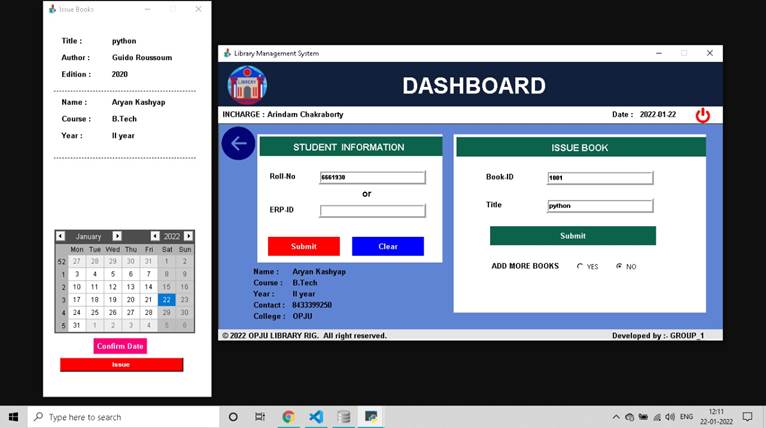 Issue Books
Title : python
Author : Guido Roussoum
Edition : 2020
Name : Aryan Kashyap
Course : B.Tech
Year : II year
January 2022
Mon Tue Wed Thu Fri Sat Sun
52 27 28 29 30 31 1 2
1 3 4 5 6 7 8 9
2 10 11 12 13 14 15 16
3 17 18 19 20 21 22 23
4 24 25 26 27 28 29 30
5 31 1 2 3 4 5 6
Confirm Date
Issue
Library Management System
LIBRARY
DASHBOARD
INCHARGE : Arindam Chakraborty
Date : 2022-01-22
STUDENT INFORMATION
Roll-No 6661930
or
ERP-ID
Submit Clear
Name : Aryan Kashyap
Course : B.Tech
Year : II year
Contact : 8433399250
College : OPJU
ISSUE BOOK
Book-ID 1001
Title python
Submit
ADD MORE BOOKS YES NO
© 2022 OPJU LIBRARY RIG. All right reserved.
Developed by :- GROUP_1
Type here to search
ENG
12:11
22-01-2022